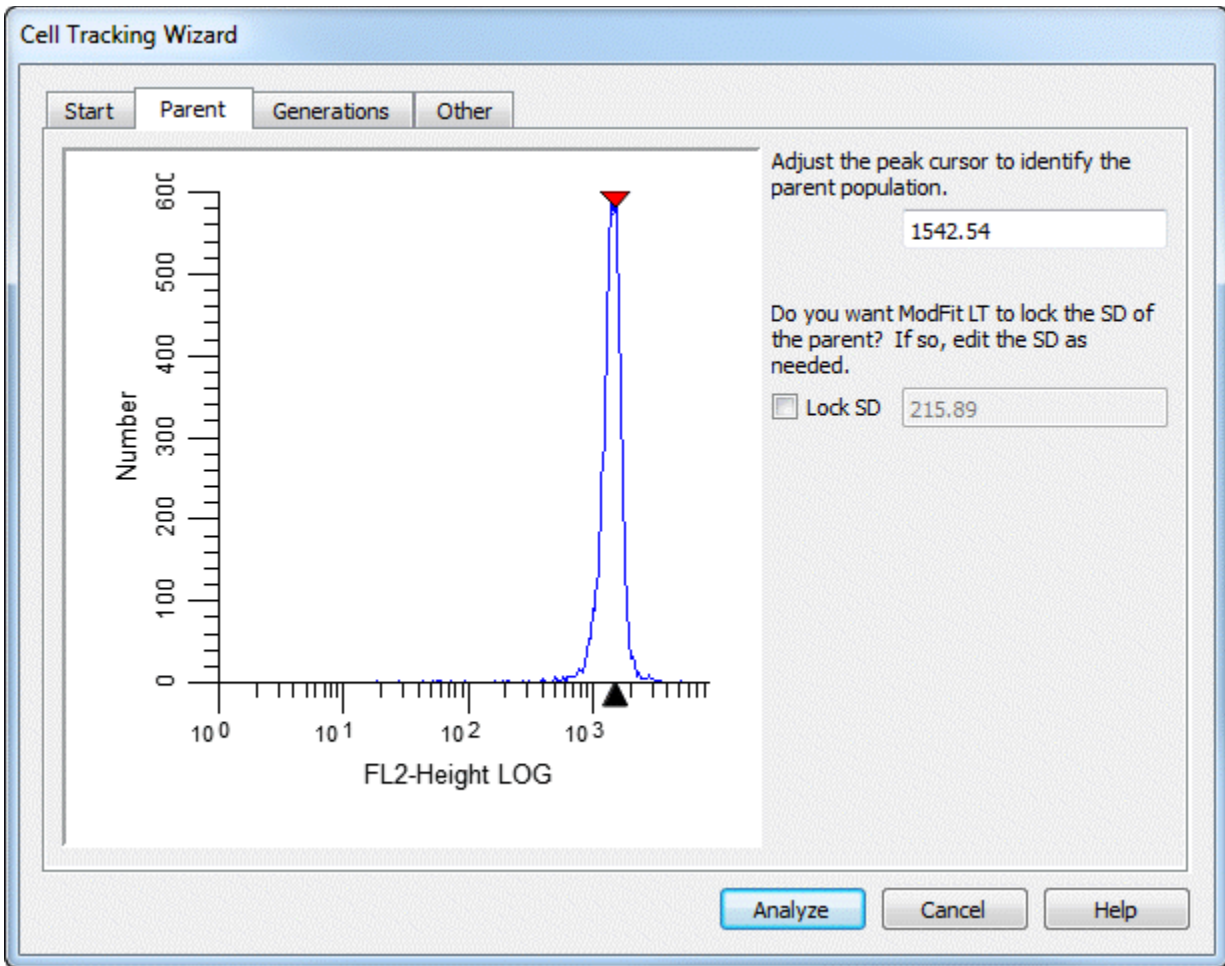 Cell Tracking Wizard
Start
Parent
Generations
Other
Adjust the peak cursor to identify the
parent population.
1542.54
Do you want ModFit LT to lock the SD of
the parent? If so, edit the SD as
needed.
Lock SD
215.89
600
500
400
300
200
100
0
Number
10 0
10 1
10 2
10 3
FL2-Height LOG
Analyze
Cancel
Help